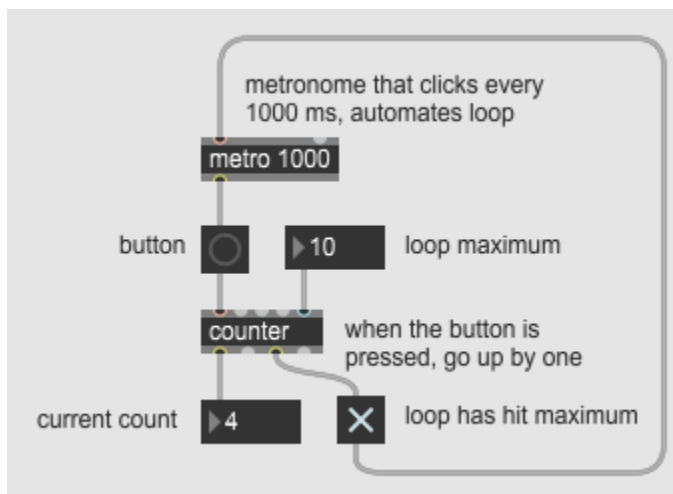 metronome that clicks every
1000 ms, automates loop
metro 1000
button
10
loop maximum
counter
when the button is
pressed, go up by one
current count
4
loop has hit maximum